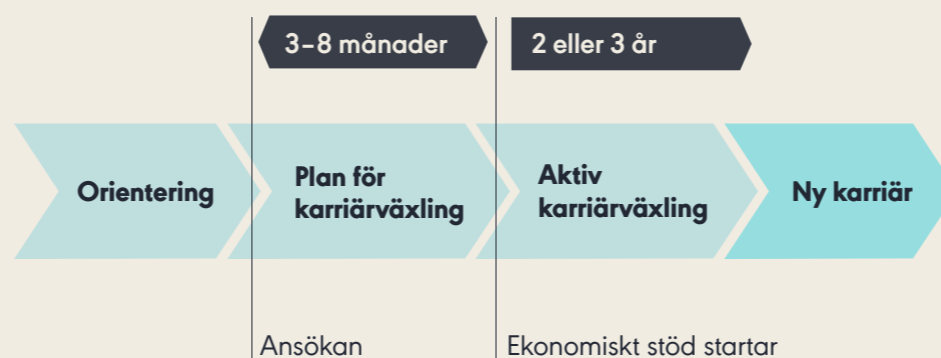 3–8 månader
2 eller 3 år
Orientering
Plan för
karriärväxling
Aktiv
karriärväxling
Ny karriär
Ansökan
Ekonomiskt stöd startar